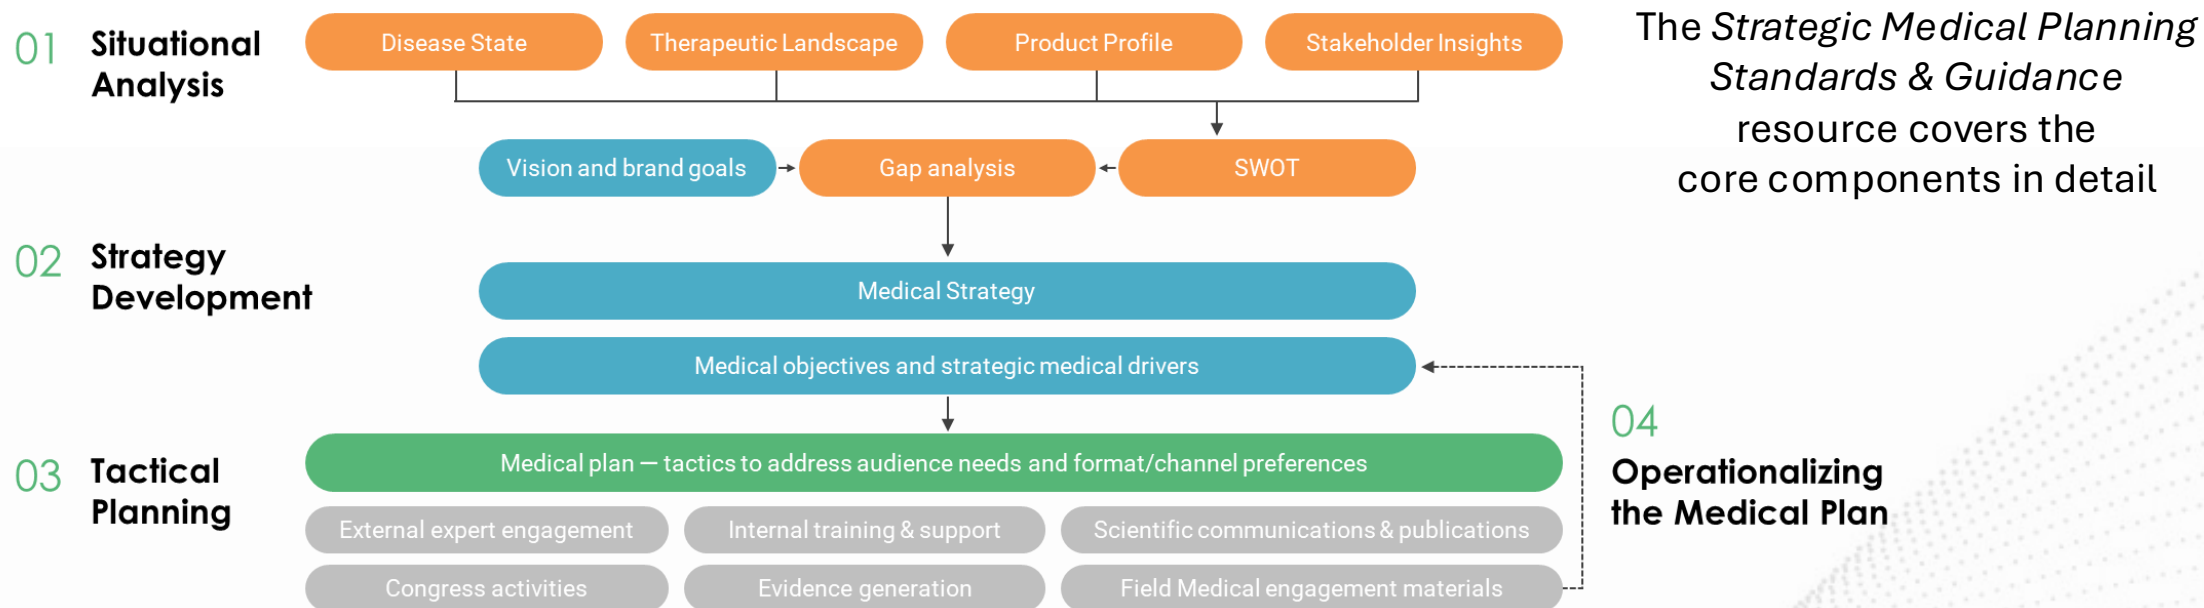 01 Situational
Analysis
Disease State
Therapeutic Landscape
Product Profile
Stakeholder Insights
The Strategic Medical Planning
Standards & Guidance
resource covers the
core components in detail
Vision and brand goals
Gap analysis
SWOT
02 Strategy
Development
Medical Strategy
Medical objectives and strategic medical drivers
03 Tactical
Planning
Medical plan — tactics to address audience needs and format/channel preferences
External expert engagement
Internal training & support
Scientific communications & publications
Congress activities
Evidence generation
Field Medical engagement materials
04
Operationalizing
the Medical Plan